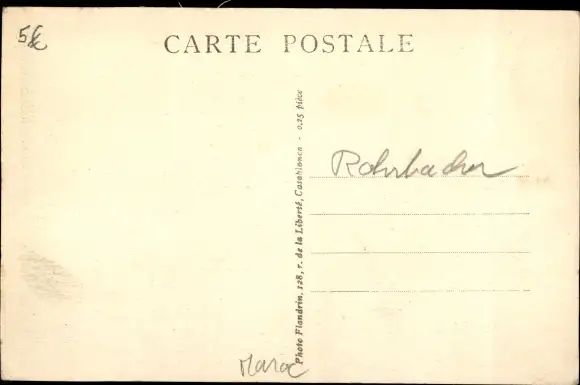 5€
CARTE POSTALE
Photo Flandrin, 128, r. de la Liberté, Casablanca - 0.25 pièce
Rohrbacher
Maroc